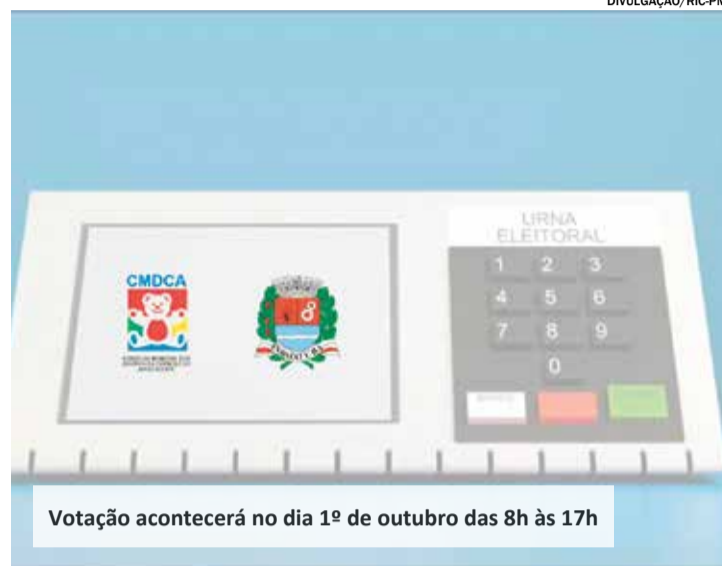 DIVULGAÇÃO/RIC-PM
URNA
ELEITORAL
1 2 3
4 5 6
7 8 9
0
CMDCA
Votação acontecerá no dia 1º de outubro das 8h às 17h